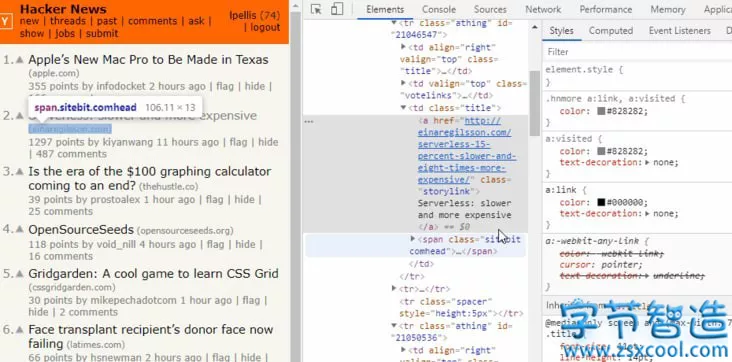 Hacker News
Y
new | threads | past | comments | ask |
show | jobs | submit
lpellis (74)
| logout
1. Apple's New Mac Pro to Be Made in Texas
(apple.com)
355 points by infodocket 2 hours ago | flag | hide |
span.sitebit.comhead 106.11 × 13
2. Serverless: slower and more expensive
(einaregilsson.com)
1297 points by kiyanwang 11 hours ago | flag | hide
| 487 comments
3. Is the era of the $100 graphing calculator
coming to an end? (thehustle.co)
39 points by prostoalex 1 hour ago | flag | hide |
25 comments
4. OpenSourceSeeds (opensourceseeds.org)
118 points by void_nill 4 hours ago | flag | hide |
16 comments
5. Gridgarden: A cool game to learn CSS Grid
(cssgridgarden.com)
30 points by mikepechadotcom 1 hour ago | flag |
hide | 2 comments
6. Face transplant recipient's donor face now
failing (latimes.com)
66 points by hsnewman 2 hours ago | flag | hide |
Elements Console Sources Network Performance Memory
<tr class="athing" id=
"21046547">
<td align="right"
valign="top" class=
"title">…</td>
<td valign="top" class=
"votelinks">…</td>
<td class="title">
<a href="http://
einaregilsson.com/
serverless-15-
percent-slower-and-
eight-times-more-
expensive/" class=
"storylink">
Serverless: slower
and more expensive
</a> == $0
<span class="sitebit
comhead">…</span>
</td>
</tr>
<tr>…</tr>
<tr class="spacer"
style="height:5px"></tr>
<tr class="athing" id=
"21050536">
<td align="right"
valign="top" class=
Styles Computed Event Listeners
Filter
element.style {
}
.hnmore a:link, a:visited {
color: #828282;
}
a:visited {
color: #828282;
text-decoration: none;
}
a:link {
color: #000000;
text-decoration: none;
}
a:-webkit-any-link {
color: -webkit-link;
cursor: pointer;
text-decoration: underline;
}
Inherited
@media only screen and
.title
font-size:
line-height: 14pt;
字节智造
www.zsxcool.com